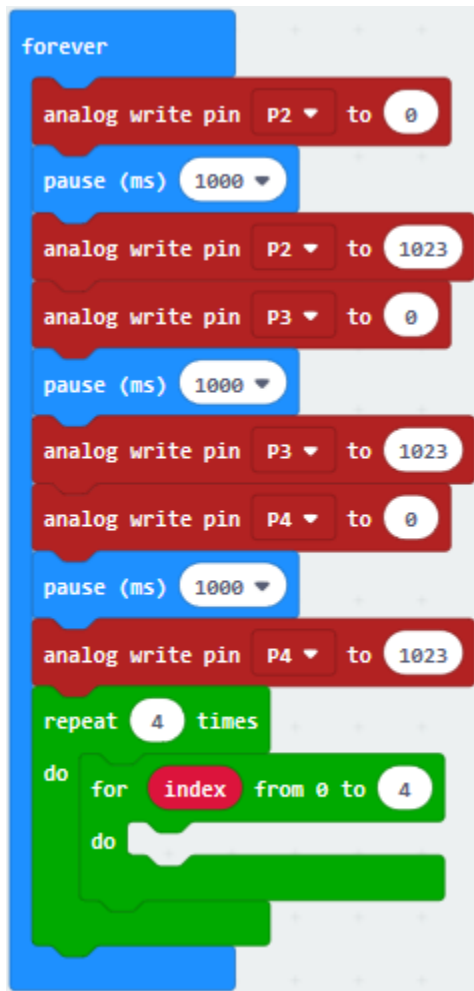 forever
analog write pin P2 to 0
pause (ms) 1000
analog write pin P2 to 1023
analog write pin P3 to 0
pause (ms) 1000
analog write pin P3 to 1023
analog write pin P4 to 0
pause (ms) 1000
analog write pin P4 to 1023
repeat 4 times
do
for index from 0 to 4
do